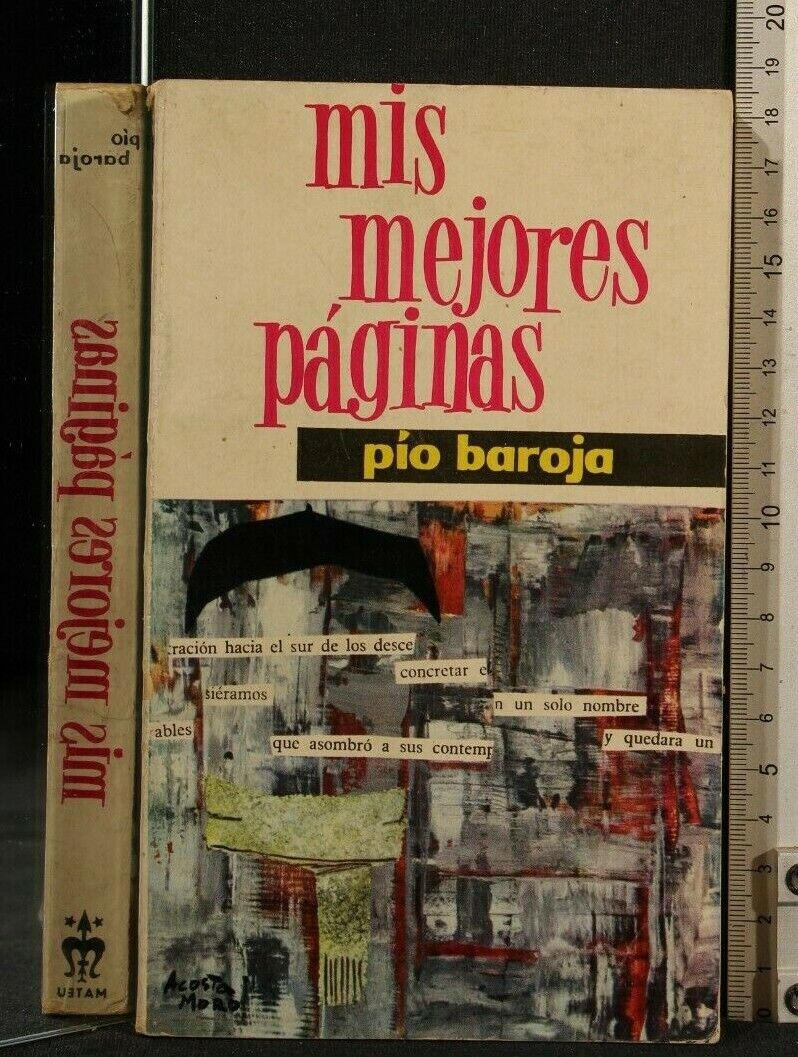 mis
mejores
páginas
pío baroja
ración hacia el sur de los desce
concretar e
siéramos
n un solo nombre
ables
que asombró a sus contemp
y quedara un
Acosta
Moro
pío
baroja
mis mejores páginas
MATEU
20
19
18
17
16
15
14
13
12
11
10
9
8
7
6
5
4
3
2
1
0